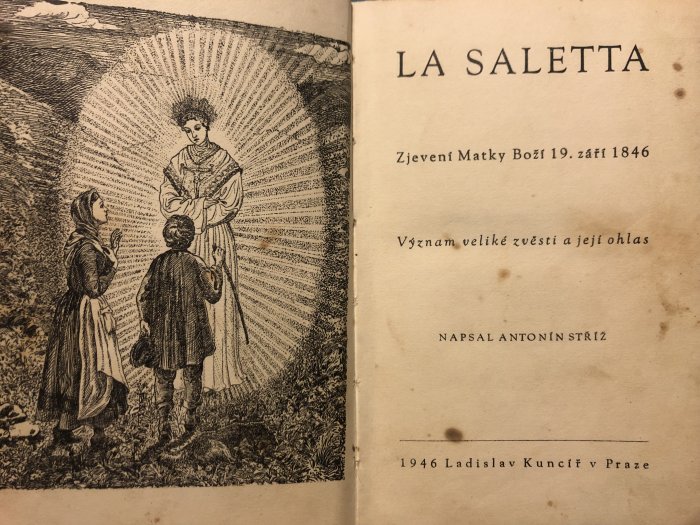 LA SALETTA
Zjevení Matky Boží 19. září 1846
Význam veliké zvěsti a její ohlas
NAPSAL ANTONÍN STŘÍŽ
1946 Ladislav Kuncíř v Praze